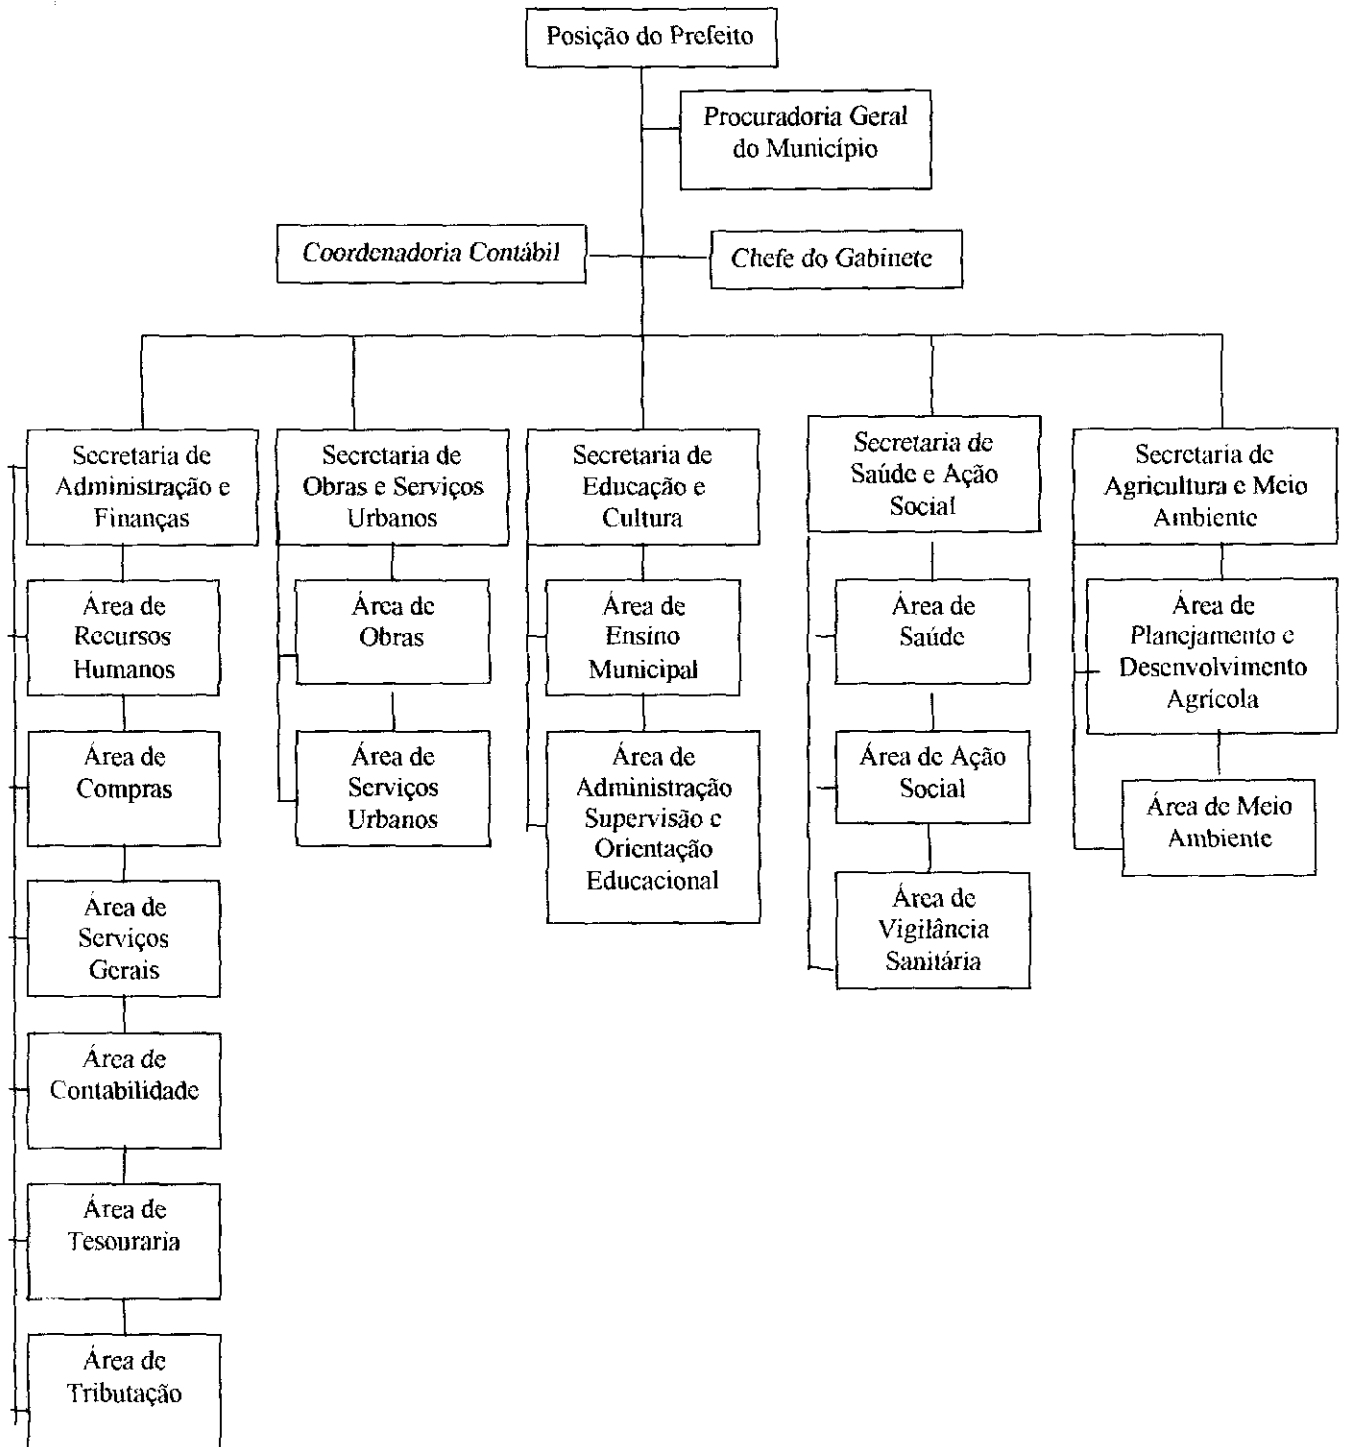 Posição do Prefeito
Procuradoria Geral
do Município
Coordenadoria Contábil
Chefe do Gabinete
Secretaria de
Administração e
Finanças
Secretaria de
Obras e Serviços
Urbanos
Secretaria de
Educação e
Cultura
Secretaria de
Saúde e Ação
Social
Secretaria de
Agricultura e Meio
Ambiente
Área de
Recursos
Humanos
Área de
Obras
Área de
Ensino
Municipal
Área de
Saúde
Área de
Planejamento e
Desenvolvimento
Agrícola
Área de
Compras
Área de
Serviços
Urbanos
Área de
Administração
Supervisão e
Orientação
Educacional
Área de Ação
Social
Área de Meio
Ambiente
Área de
Serviços
Gerais
Área de
Vigilância
Sanitária
Área de
Contabilidade
Área de
Tesouraria
Área de
Tributação